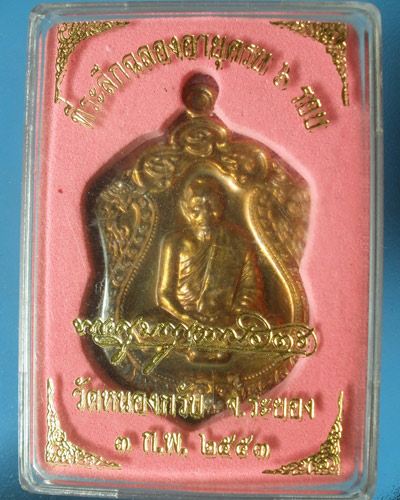 ที่ระลึกฉลองอายุครบ ๖ รอบ
วัดหนองกรับ จ.ระยอง
๓ ก.พ. ๒๕๕๓